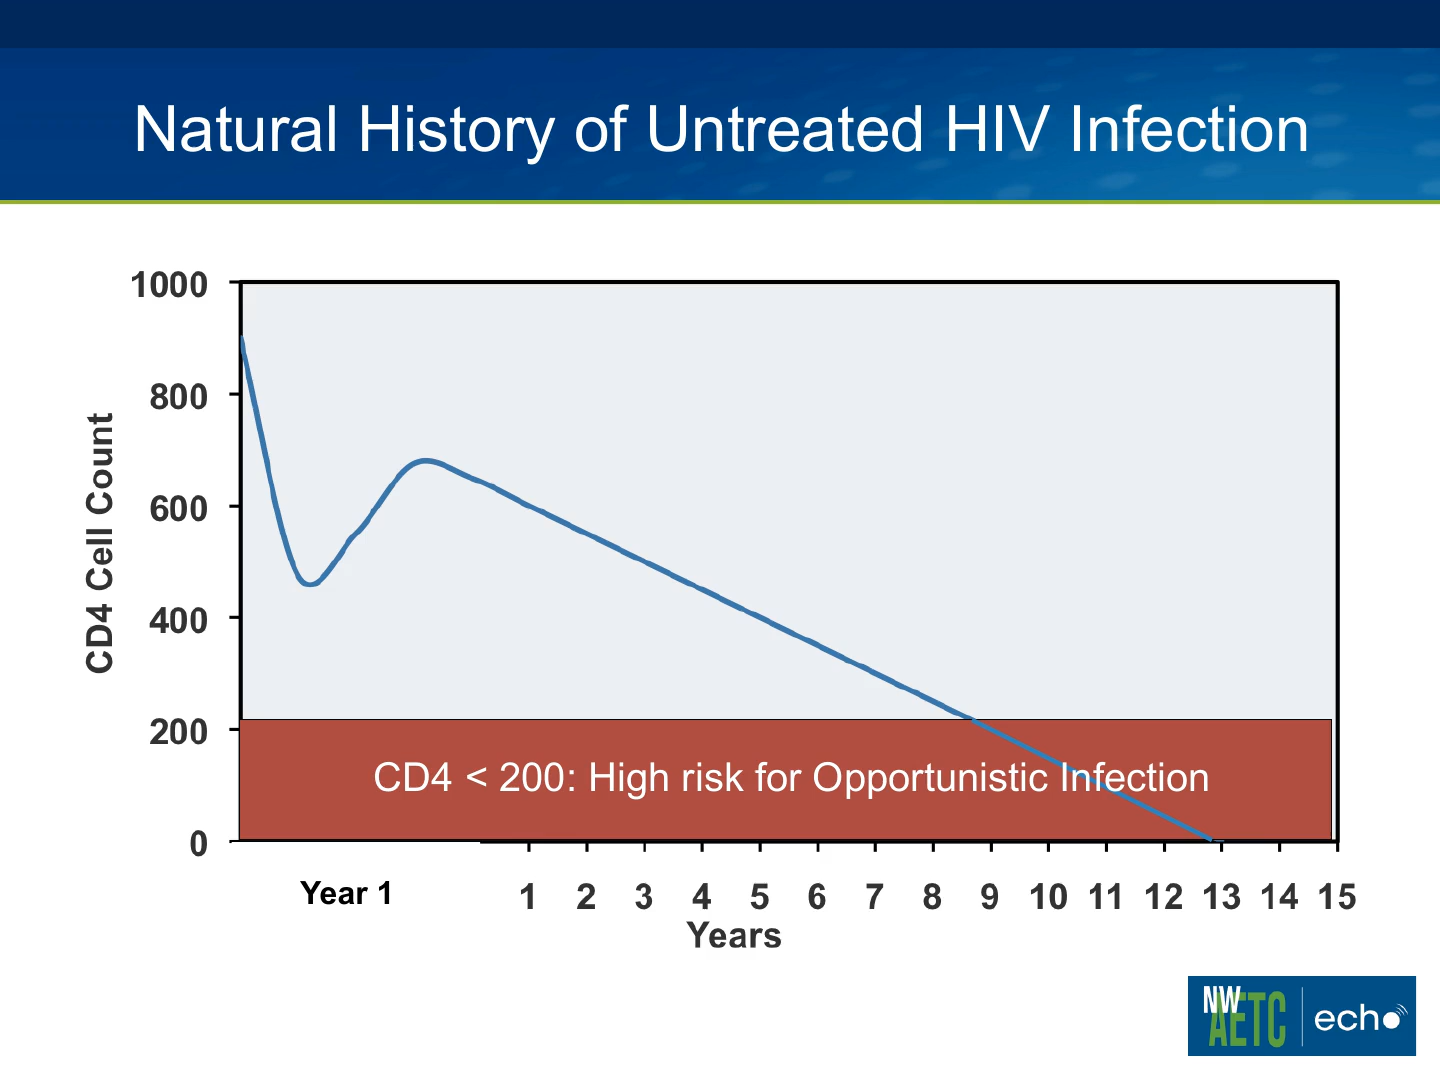 Natural History of Untreated HIV Infection
1000
800
600
400
200
0
CD4 Cell Count
CD4 < 200: High risk for Opportunistic Infection
Year 1
1 2 3 4 5 6 7 8 9 10 11 12 13 14 15
Years
NW
AETC
echo